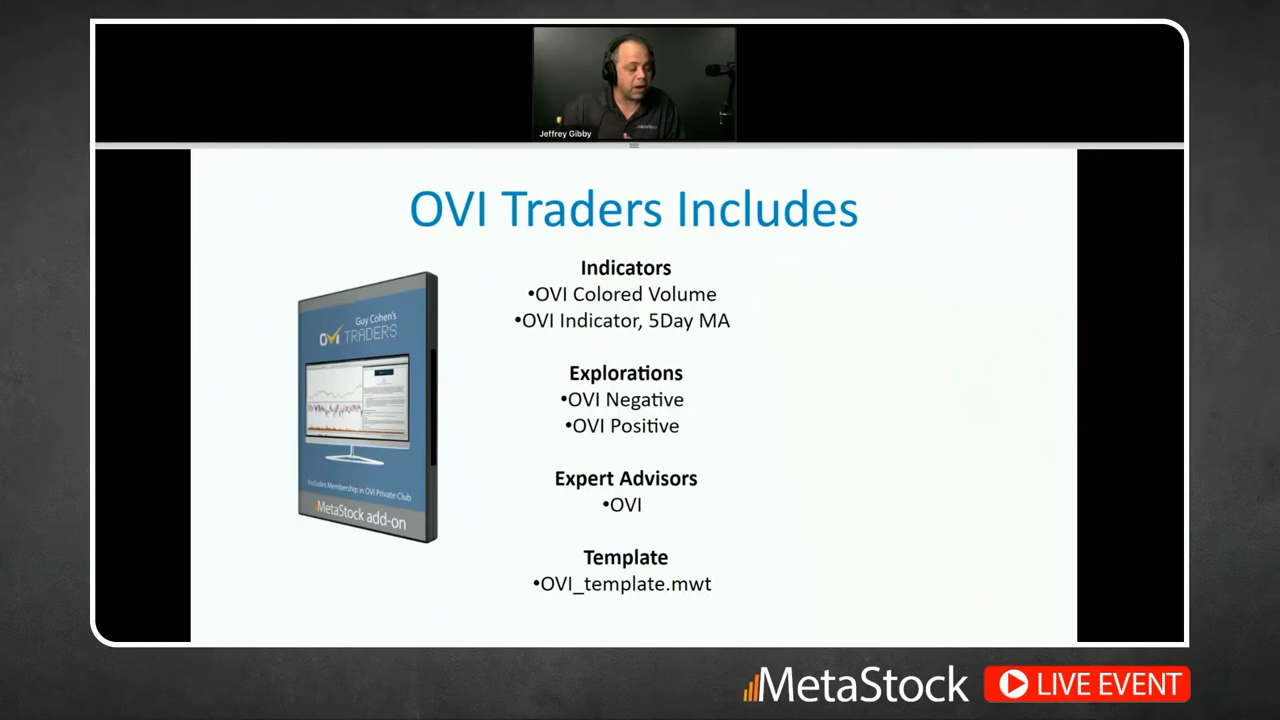 Jeffrey Gibby
OVI Traders Includes
Indicators
•OVI Colored Volume
•OVI Indicator, 5Day MA
Explorations
•OVI Negative
•OVI Positive
Expert Advisors
•OVI
Template
•OVI_template.mwt
Guy Cohen's
OVI TRADERS
Includes Membership in OVI Private Club
MetaStock add-on
MetaStock
LIVE EVENT